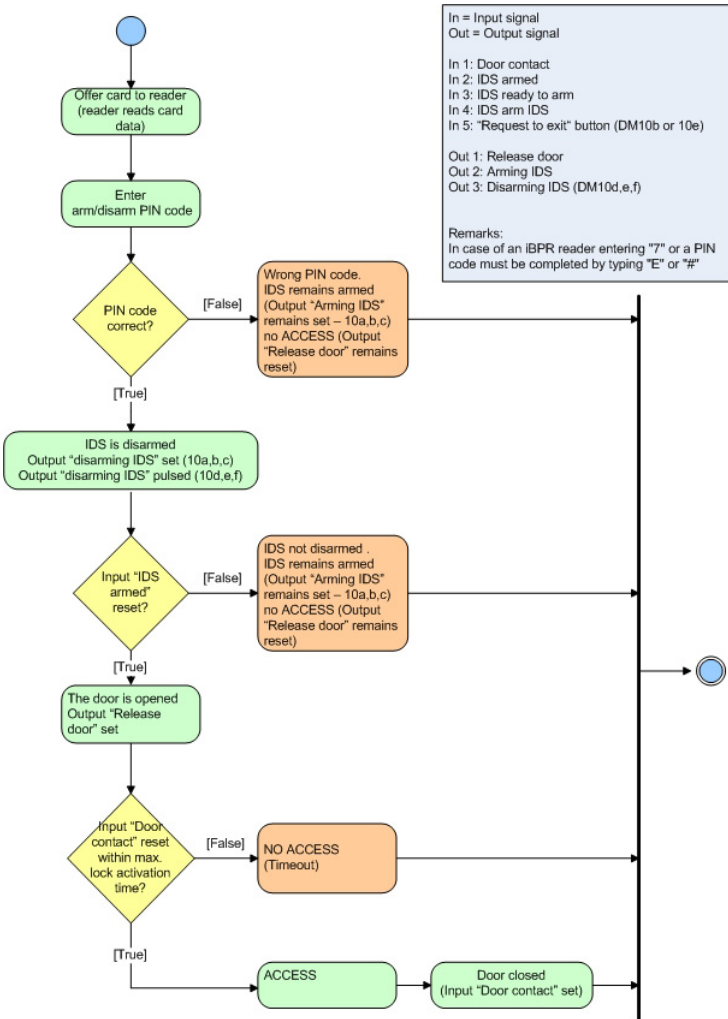 In = Input signal
Out = Output signal
In 1: Door contact
In 2: IDS armed
In 3: IDS ready to arm
In 4: IDS arm IDS
In 5: “Request to exit“ button (DM10b or 10e)
Out 1: Release door
Out 2: Arming IDS
Out 3: Disarming IDS (DM10d,e,f)
Remarks:
In case of an iBPR reader entering "7" or a PIN
code must be completed by typing "E" or "#"
Offer card to reader
(reader reads card
data)
Enter
arm/disarm PIN code
PIN code
correct?
[False]
Wrong PIN code.
IDS remains armed
(Output “Arming IDS”
remains set – 10a,b,c)
no ACCESS (Output
“Release door” remains
reset)
[True]
IDS is disarmed
Output “disarming IDS” set (10a,b,c)
Output “disarming IDS” pulsed (10d,e,f)
Input “IDS
armed”
reset?
[False]
IDS not disarmed .
IDS remains armed
(Output “Arming IDS”
remains set – 10a,b,c)
no ACCESS (Output
“Release door” remains
reset)
[True]
The door is opened
Output “Release
door” set
Input “Door
contact” reset
within max.
lock activation
time?
[False]
NO ACCESS
(Timeout)
[True]
ACCESS
Door closed
(Input “Door contact” set)